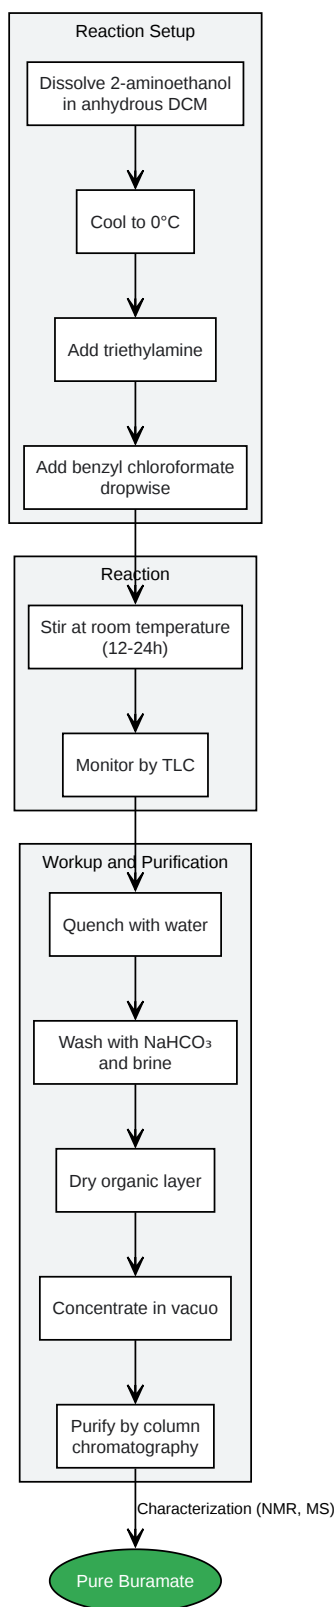 Reaction Setup
Dissolve 2-aminoethanol
in anhydrous DCM
Cool to 0°C
Add triethylamine
Add benzyl chloroformate
dropwise
Reaction
Stir at room temperature
(12-24h)
Monitor by TLC
Workup and Purification
Quench with water
Wash with NaHCO₃
and brine
Dry organic layer
Concentrate in vacuo
Purify by column
chromatography
Characterization (NMR, MS)
Pure Buramate